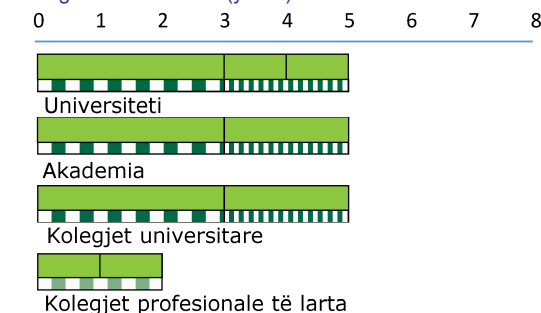 0 1 2 3 4 5 6 7 8
Universiteti
Akademia
Kolegjet universitare
Kolegjet profesionale të larta